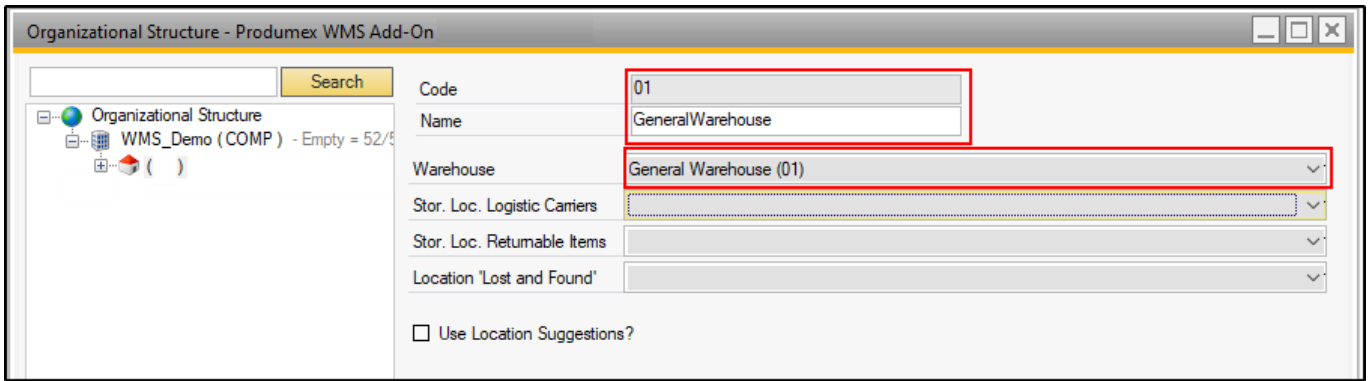 Organizational Structure - Produmex WMS Add-On
Search
Organizational Structure
WMS_Demo ( COMP ) - Empty = 52/5
( )
Code 01
Name GeneralWarehouse
Warehouse General Warehouse (01)
Stor. Loc. Logistic Carriers
Stor. Loc. Returnable Items
Location 'Lost and Found'
Use Location Suggestions?